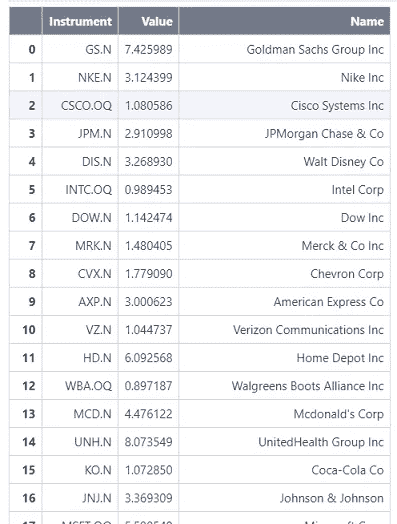 Instrument Value Name
0 GS.N 7.425989 Goldman Sachs Group Inc
1 NKE.N 3.124399 Nike Inc
2 CSCO.OQ 1.080586 Cisco Systems Inc
3 JPM.N 2.910998 JPMorgan Chase & Co
4 DIS.N 3.268930 Walt Disney Co
5 INTC.OQ 0.989453 Intel Corp
6 DOW.N 1.142474 Dow Inc
7 MRK.N 1.480405 Merck & Co Inc
8 CVX.N 1.779090 Chevron Corp
9 AXP.N 3.000623 American Express Co
10 VZ.N 1.044737 Verizon Communications Inc
11 HD.N 6.092568 Home Depot Inc
12 WBA.OQ 0.897187 Walgreens Boots Alliance Inc
13 MCD.N 4.476122 Mcdonald's Corp
14 UNH.N 8.073549 UnitedHealth Group Inc
15 KO.N 1.072850 Coca-Cola Co
16 JNJ.N 3.369309 Johnson & Johnson